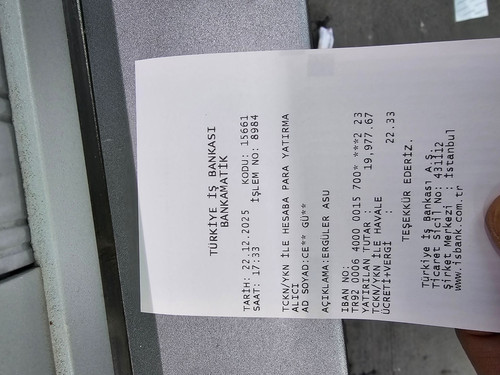 TÜRKİYE İŞ BANKASI
BANKAMATİK
TARİH: 22.12.2025 KODU: 15661
SAAT: 17:33 İŞLEM NO: 8984
TCKN/YKN İLE HESABA PARA YATIRMA
ALICI
AD SOYAD:CE** GÜ**
AÇIKLAMA:ERGÜLER ASU
IBAN NO:
TR92 0006 4000 0015 700* ***2 23
YATIRILAN TUTAR : 19,977.67
TCKN/YKN İLE HAVALE
ÜCRETİ+VERGİ : 22.33
TEŞEKKÜR EDERİZ.
Türkiye İş Bankası A.Ş.
Ticaret Sicil No: 431112
Şirket Merkezi : İstanbul
www.isbank.com.tr